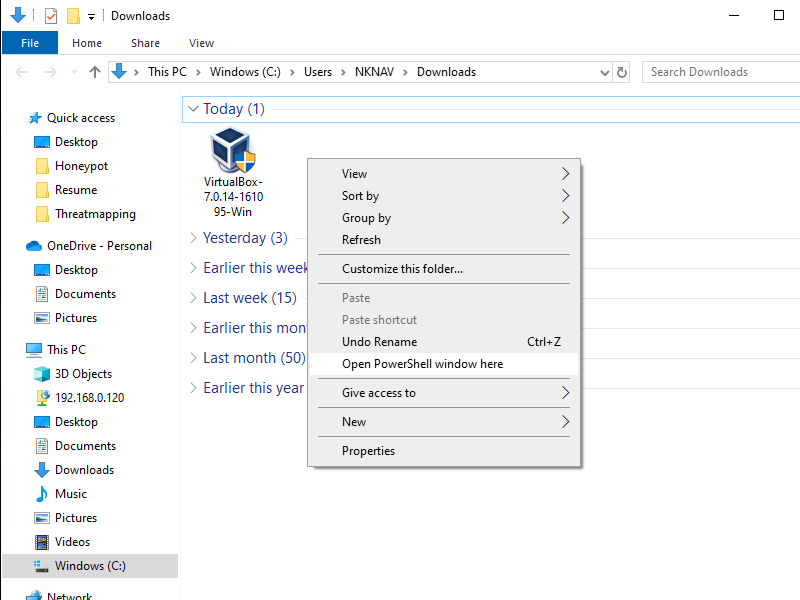 Downloads
File Home Share View
This PC Windows (C:) Users NKNAV Downloads
Search Downloads
Quick access
Desktop
Honeypot
Resume
Threatmapping
OneDrive - Personal
Desktop
Documents
Pictures
This PC
3D Objects
192.168.0.120
Desktop
Documents
Downloads
Music
Pictures
Videos
Windows (C:)
Network
Today (1)
VirtualBox-
7.0.14-1610
95-Win
Yesterday (3)
Earlier this week
Last week (15)
Earlier this mon
Last month (50)
Earlier this year
View
Sort by
Group by
Refresh
Customize this folder...
Paste
Paste shortcut
Undo Rename Ctrl+Z
Open PowerShell window here
Give access to
New
Properties